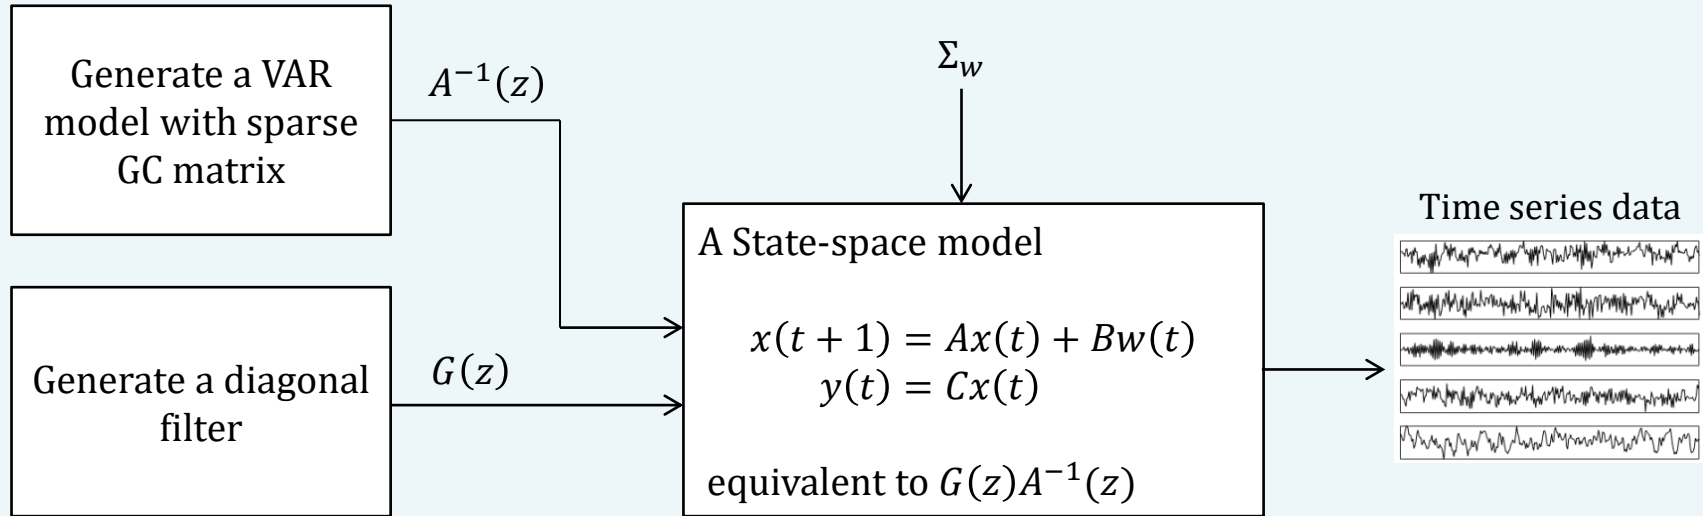 Generate a VAR
model with sparse
GC matrix
A⁻¹(z)
Σ_w
Generate a diagonal
filter
G(z)
A State-space model
x(t + 1) = Ax(t) + Bw(t)
y(t) = Cx(t)
equivalent to G(z)A⁻¹(z)
Time series data